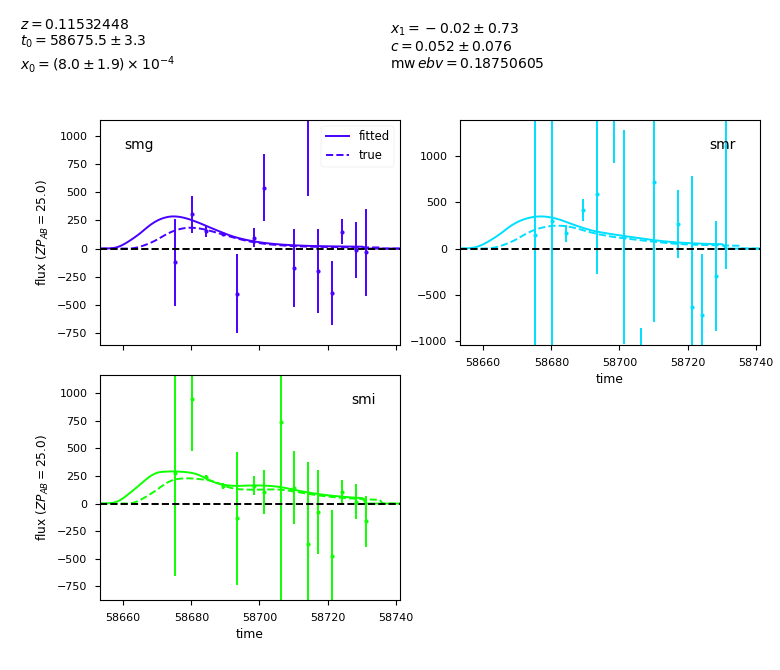 z = 0.11532448
t₀ = 58675.5 ± 3.3
x₀ = (8.0 ± 1.9) × 10⁻⁴
x₁ = −0.02 ± 0.73
c = 0.052 ± 0.076
mw ebv = 0.18750605
smg
fitted
true
1000
750
500
250
0
−250
−500
−750
flux (ZP_AB = 25.0)
smr
1000
500
0
−500
−1000
58660 58680 58700 58720 58740
time
smi
1000
750
500
250
0
−250
−500
−750
flux (ZP_AB = 25.0)
58660 58680 58700 58720 58740
time